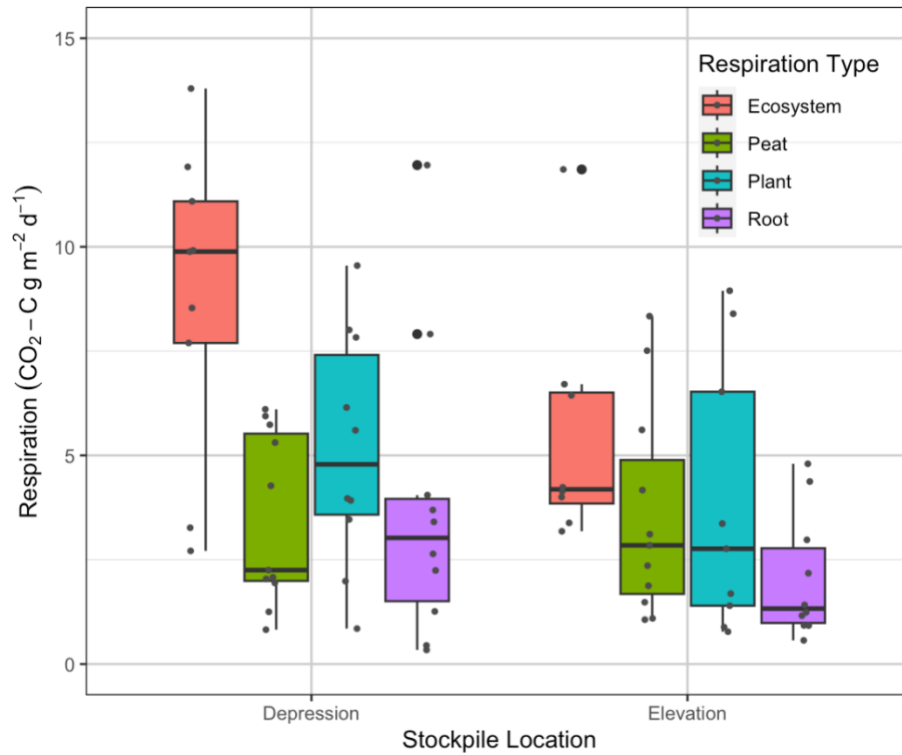 15
10
5
0
Respiration (CO₂ – C g m⁻² d⁻¹)
Respiration Type
Ecosystem
Peat
Plant
Root
Depression
Elevation
Stockpile Location